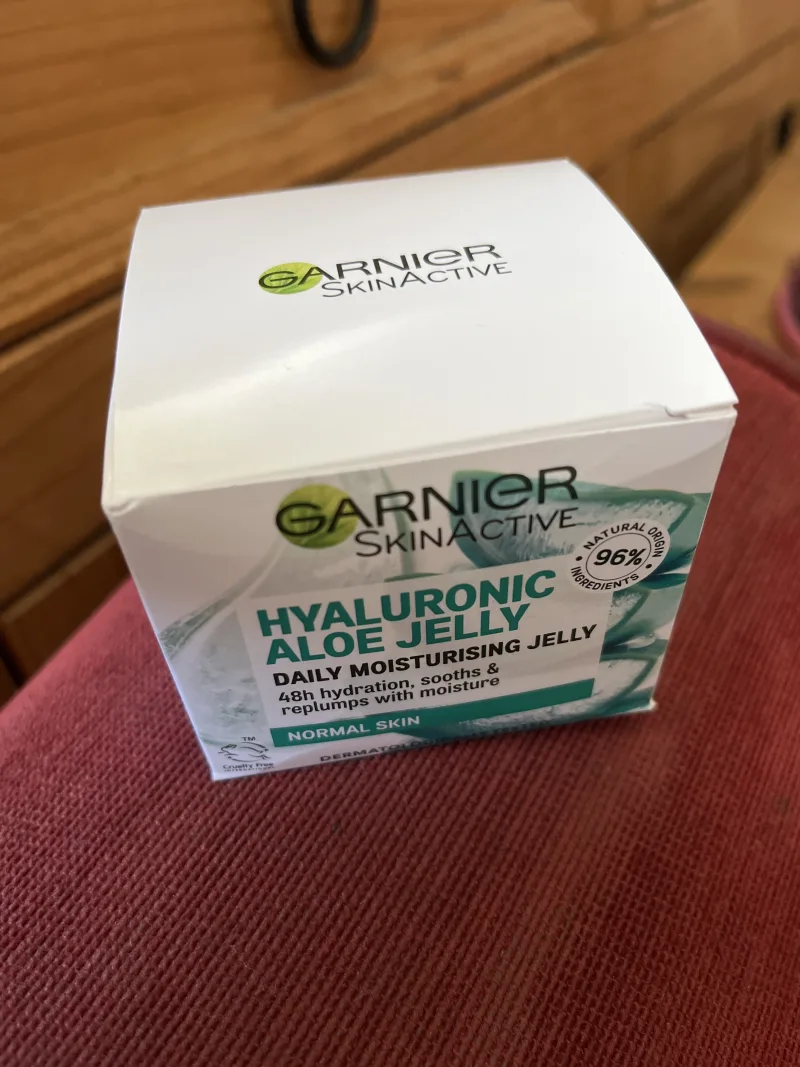 GARNIER
SKINACTIVE
GARNIER
SKINACTIVE
NATURAL ORIGIN
96%
INGREDIENTS
HYALURONIC
ALOE JELLY
DAILY MOISTURISING JELLY
48h hydration, sooths &
replumps with moisture
NORMAL SKIN
TM
Cruelty Free
INTERNATIONAL